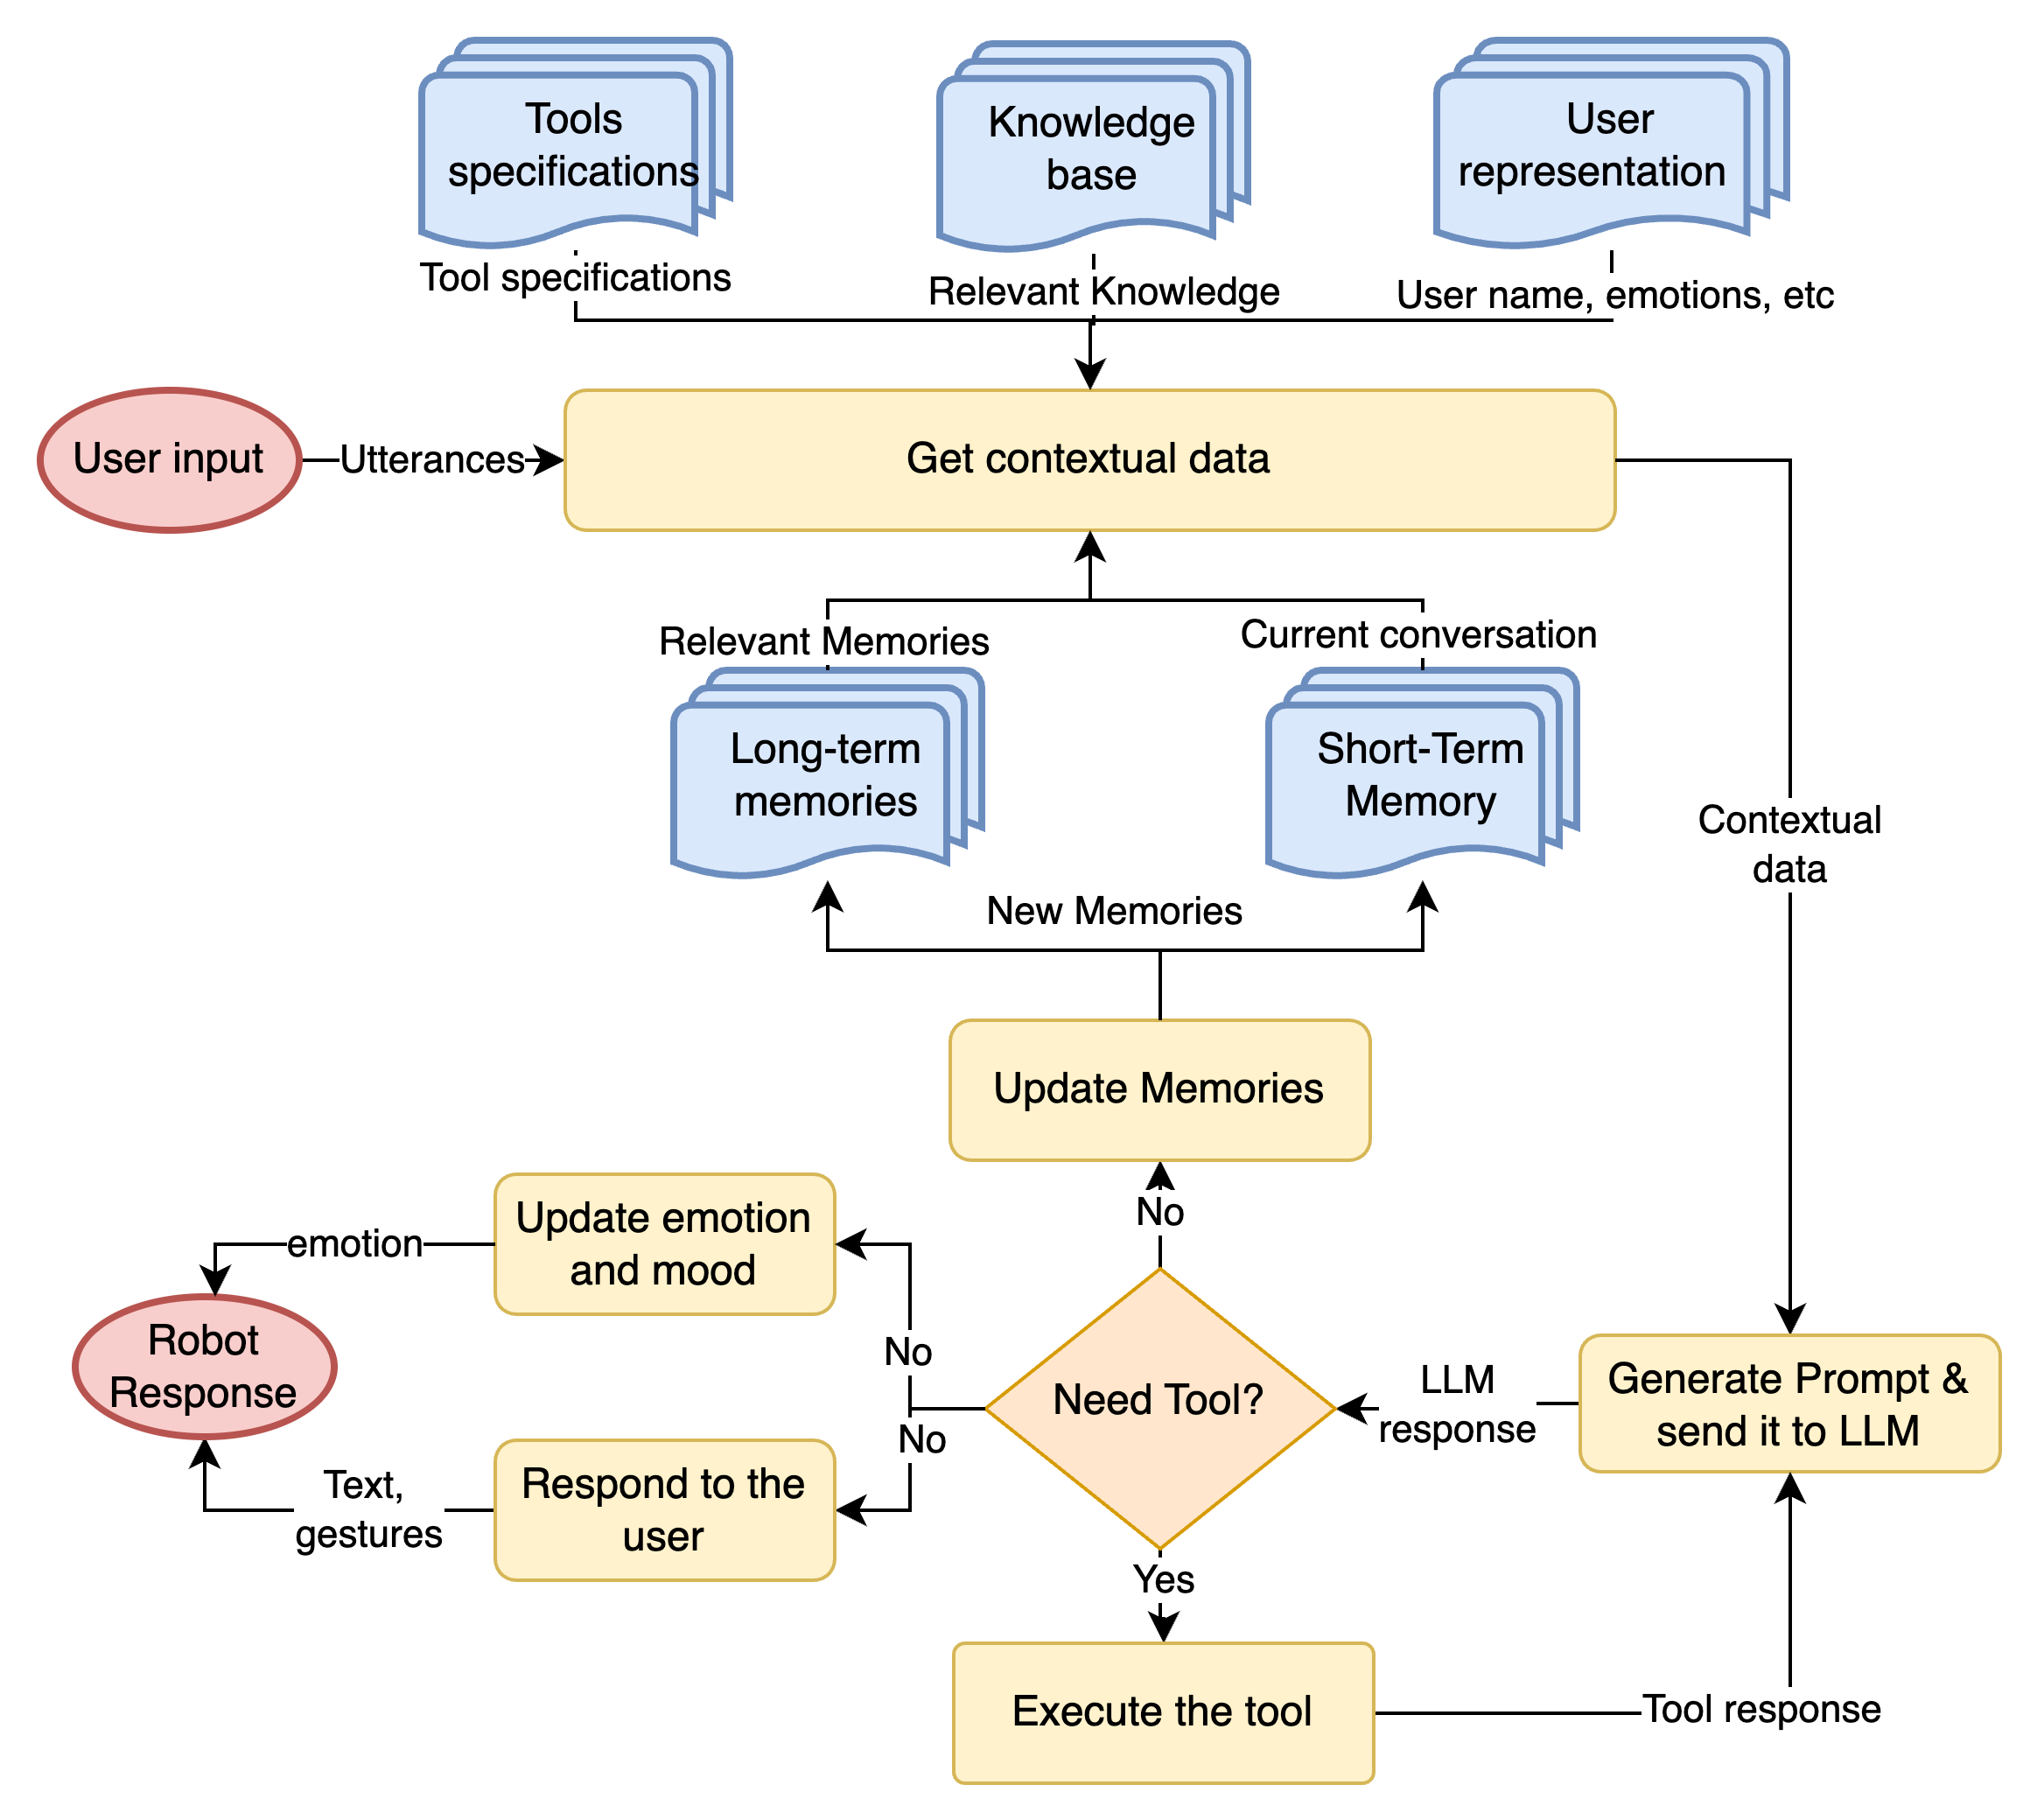 Tools
specifications
Knowledge
base
User
representation
Tool specifications
Relevant Knowledge
User name, emotions, etc
User input
Utterances
Get contextual data
Relevant Memories
Current conversation
Long-term
memories
Short-Term
Memory
Contextual
data
New Memories
Update Memories
No
Update emotion
and mood
emotion
Robot
Response
No
Need Tool?
LLM
response
Generate Prompt &
send it to LLM
No
Text,
gestures
Respond to the
user
Yes
Execute the tool
Tool response